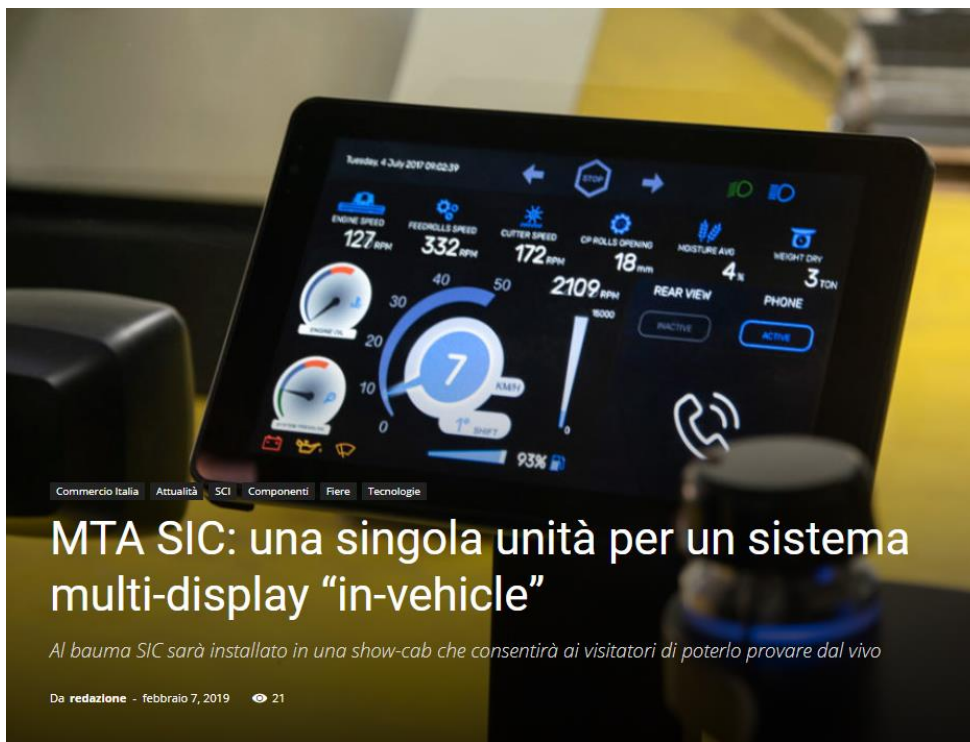 Tuesday, 4 July 2017 09:02:39
STOP
ENGINE SPEED
127 RPM
FEEDROLLS SPEED
332 RPM
CUTTER SPEED
172 RPM
CP ROLLS OPENING
18 mm
MOISTURE AVG
4 %
WEIGHT DRY
3 TON
0
10
20
30
40
50
2109 RPM
15000
0
REAR VIEW
INACTIVE
PHONE
ACTIVE
ENGINE OIL
7
KM/H
1ª
SHIFT
93%
Commercio Italia Attualità SCI Componenti Fiere Tecnologie
MTA SIC: una singola unità per un sistema
multi-display “in-vehicle”
Al bauma SIC sarà installato in una show-cab che consentirà ai visitatori di poterlo provare dal vivo
Da redazione - febbraio 7, 2019 21